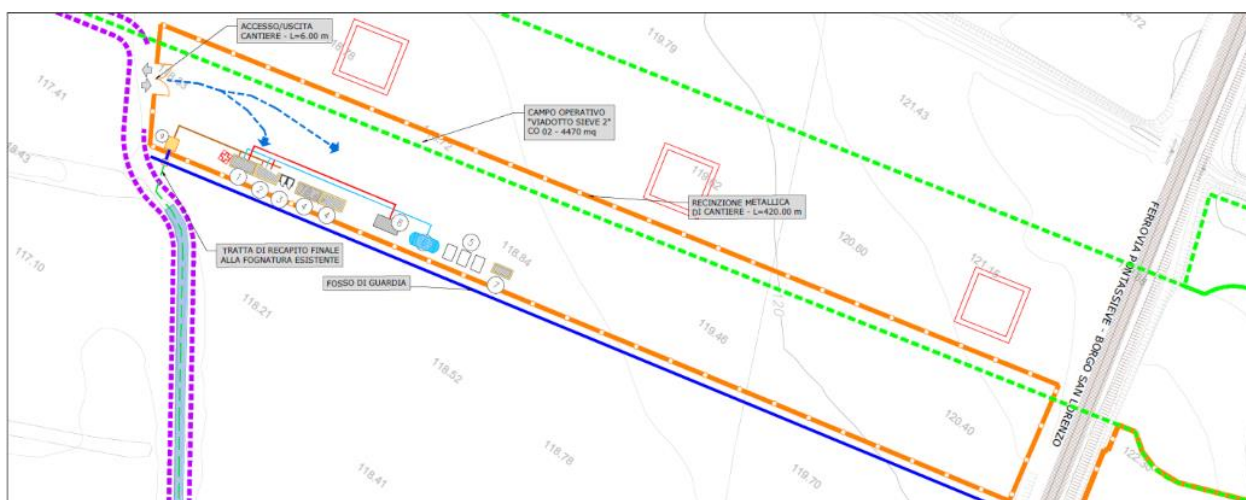 ACCESSO/USCITA
CANTIERE - L=6.00 m
119.79
121.43
117.41
CAMPO OPERATIVO
"VIADOTTO SIEVE 2"
CO 02 - 4470 mq
RECINZIONE METALLICA
DI CANTIERE - L=420.00 m
9
1
2
3
4
4
6
5
7
118.84
120.60
TRATTA DI RECAPITO FINALE
ALLA FOGNATURA ESISTENTE
FOSSO DI GUARDIA
117.10
118.21
120
119.46
118.52
120.40
118.78
118.41
119.70
FERROVIA PONTASSIEVE - BORGO SAN LORENZO